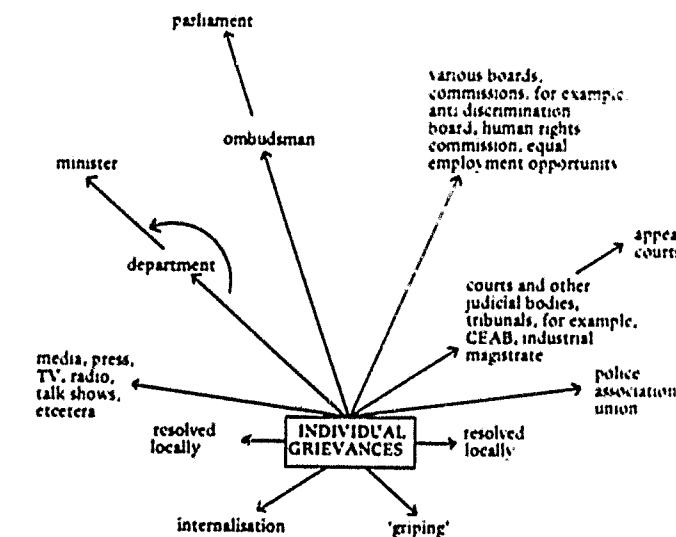 parliament
various boards,
commissions, for example,
anti discrimination
board, human rights
commission, equal
employment opportunity
ombudsman
minister
department
appea
courts
courts and other
judicial bodies,
tribunals, for example,
CEAB, industrial
magistrate
media, press,
TV, radio,
talk shows,
etcetera
police
association
union
resolved
locally
INDIVIDUAL
GRIEVANCES
resolved
locally
internalisation
'griping'